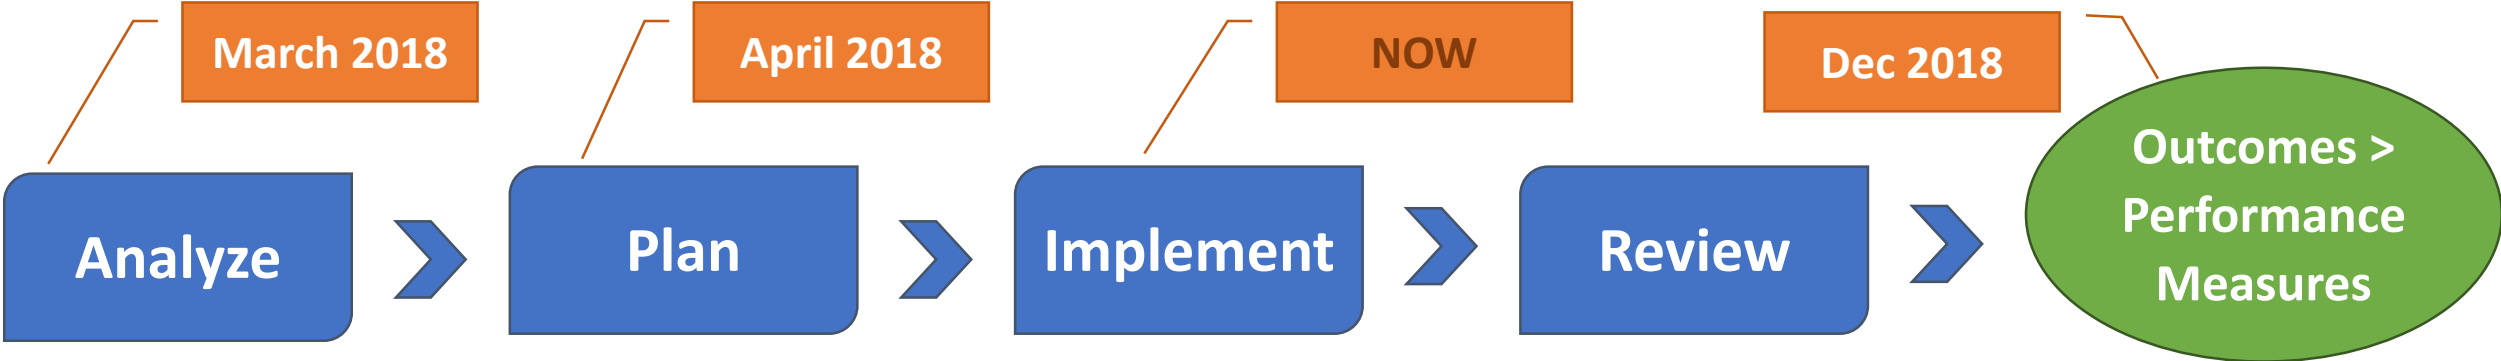 March 2018
April 2018
NOW
Dec 2018
Analyze
Plan
Implement
Review
Outcomes >
Performance
Measures